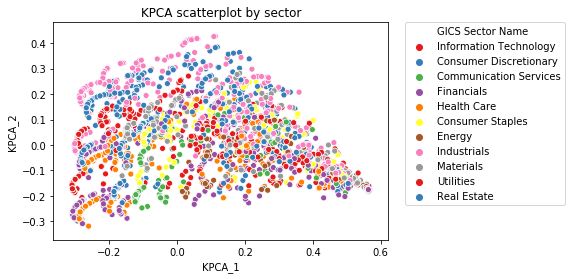 KPCA scatterplot by sector
KPCA_2
0.4
0.3
0.2
0.1
0.0
−0.1
−0.2
−0.3
−0.2
0.0
0.2
0.4
0.6
KPCA_1
GICS Sector Name
Information Technology
Consumer Discretionary
Communication Services
Financials
Health Care
Consumer Staples
Energy
Industrials
Materials
Utilities
Real Estate